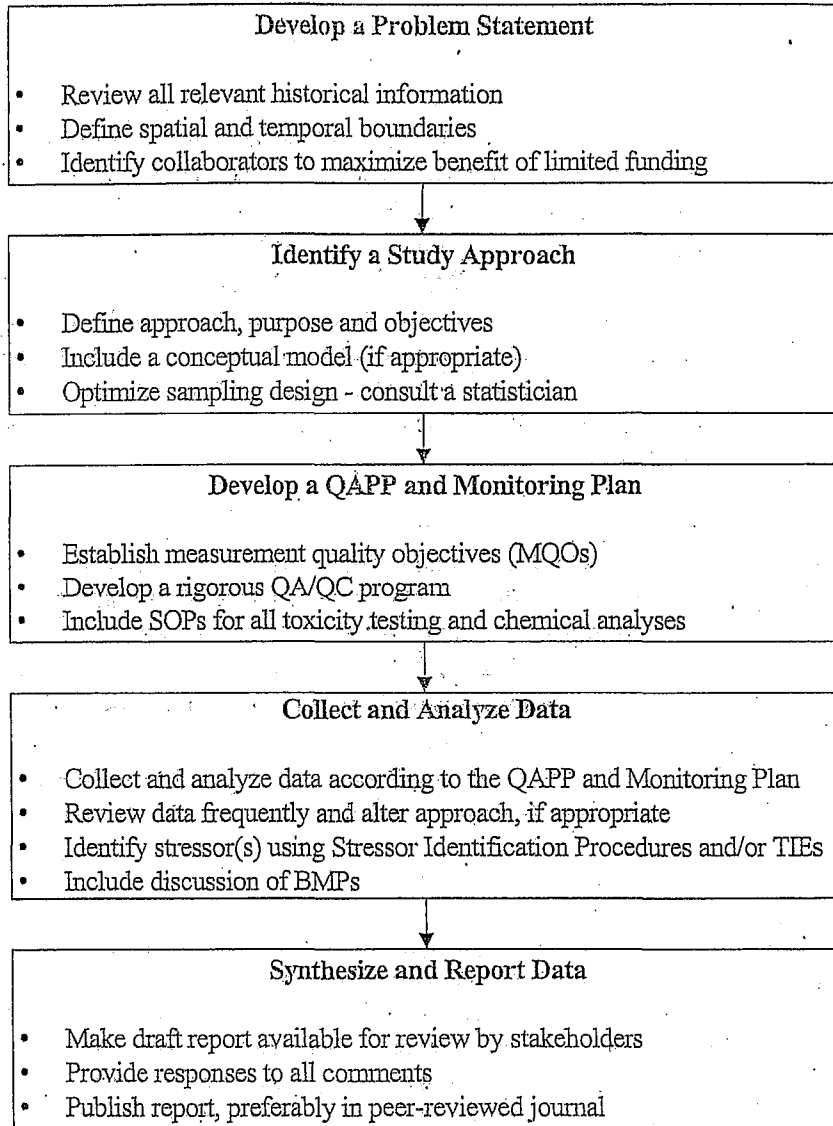 Develop a Problem Statement
• Review all relevant historical information
• Define spatial and temporal boundaries
• Identify collaborators to maximize benefit of limited funding
Identify a Study Approach
• Define approach, purpose and objectives
• Include a conceptual model (if appropriate)
• Optimize sampling design - consult a statistician
Develop a QAPP and Monitoring Plan
• Establish measurement quality objectives (MQOs)
• Develop a rigorous QA/QC program
• Include SOPs for all toxicity testing and chemical analyses
Collect and Analyze Data
• Collect and analyze data according to the QAPP and Monitoring Plan
• Review data frequently and alter approach, if appropriate
• Identify stressor(s) using Stressor Identification Procedures and/or TIEs
• Include discussion of BMPs
Synthesize and Report Data
• Make draft report available for review by stakeholders
• Provide responses to all comments
• Publish report, preferably in peer-reviewed journal